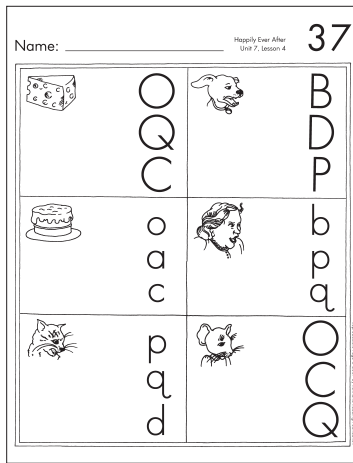 Name:
Happily Ever After
Unit 7, Lesson 4
37
O
Q
C
B
D
P
o
a
c
b
p
q
p
q
d
O
C
Q